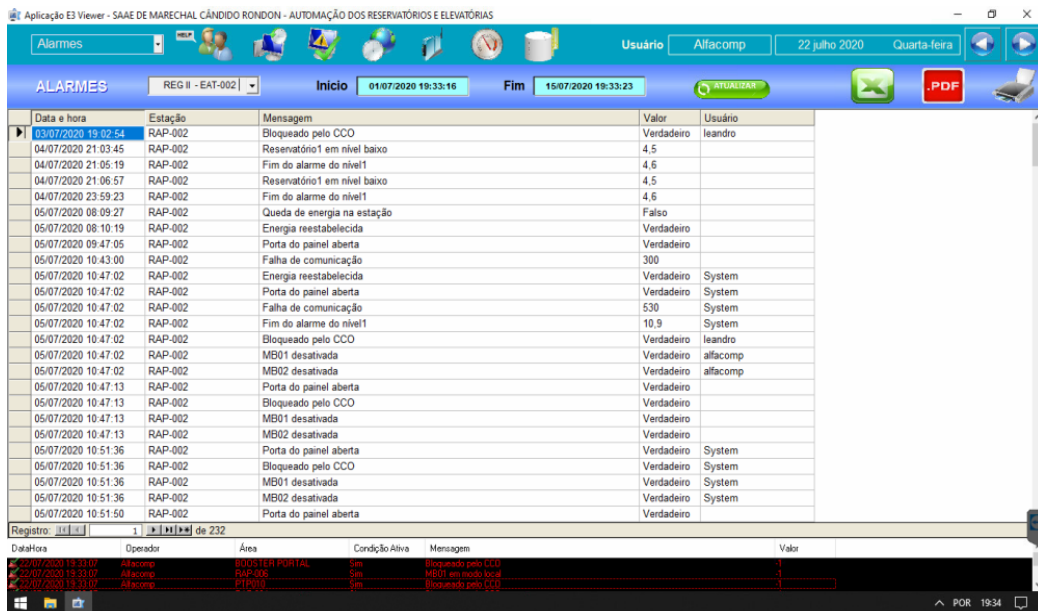 Aplicação E3 Viewer - SAAE DE MARECHAL CÂNDIDO RONDON - AUTOMAÇÃO DOS RESERVATÓRIOS E ELEVATÓRIAS
Alarmes HELP Usuário Alfacomp 22 julho 2020 Quarta-feira
ALARMES REG II - EAT-002 Início 01/07/2020 19:33:16 Fim 15/07/2020 19:33:23 ATUALIZAR .PDF
Data e hora Estação Mensagem Valor Usuário
03/07/2020 19:02:54 RAP-002 Bloqueado pelo CCO Verdadeiro leandro
04/07/2020 21:03:45 RAP-002 Reservatório1 em nível baixo 4,5
04/07/2020 21:05:19 RAP-002 Fim do alarme do nível1 4,6
04/07/2020 21:06:57 RAP-002 Reservatório1 em nível baixo 4,5
04/07/2020 23:59:23 RAP-002 Fim do alarme do nível1 4,6
05/07/2020 08:09:27 RAP-002 Queda de energia na estação Falso
05/07/2020 08:10:19 RAP-002 Energia reestabelecida Verdadeiro
05/07/2020 09:47:05 RAP-002 Porta do painel aberta Verdadeiro
05/07/2020 10:43:00 RAP-002 Falha de comunicação 300
05/07/2020 10:47:02 RAP-002 Energia reestabelecida Verdadeiro System
05/07/2020 10:47:02 RAP-002 Porta do painel aberta Verdadeiro System
05/07/2020 10:47:02 RAP-002 Falha de comunicação 530 System
05/07/2020 10:47:02 RAP-002 Fim do alarme do nível1 10,9 System
05/07/2020 10:47:02 RAP-002 Bloqueado pelo CCO Verdadeiro leandro
05/07/2020 10:47:02 RAP-002 MB01 desativada Verdadeiro alfacomp
05/07/2020 10:47:02 RAP-002 MB02 desativada Verdadeiro alfacomp
05/07/2020 10:47:13 RAP-002 Porta do painel aberta Verdadeiro
05/07/2020 10:47:13 RAP-002 Bloqueado pelo CCO Verdadeiro
05/07/2020 10:47:13 RAP-002 MB01 desativada Verdadeiro
05/07/2020 10:47:13 RAP-002 MB02 desativada Verdadeiro
05/07/2020 10:51:36 RAP-002 Porta do painel aberta Verdadeiro System
05/07/2020 10:51:36 RAP-002 Bloqueado pelo CCO Verdadeiro System
05/07/2020 10:51:36 RAP-002 MB01 desativada Verdadeiro System
05/07/2020 10:51:36 RAP-002 MB02 desativada Verdadeiro System
05/07/2020 10:51:50 RAP-002 Porta do painel aberta Verdadeiro
Registro: 1 de 232
DataHora Operador Área Condição Ativa Mensagem Valor
22/07/2020 19:33:07 Alfacomp BOOSTER PORTAL Sim Bloqueado pelo CCO -1
22/07/2020 19:33:07 Alfacomp RAP-006 Sim MB01 em modo local -1
22/07/2020 19:33:07 Alfacomp Sim Bloqueado pelo CCO -1
POR 19:34